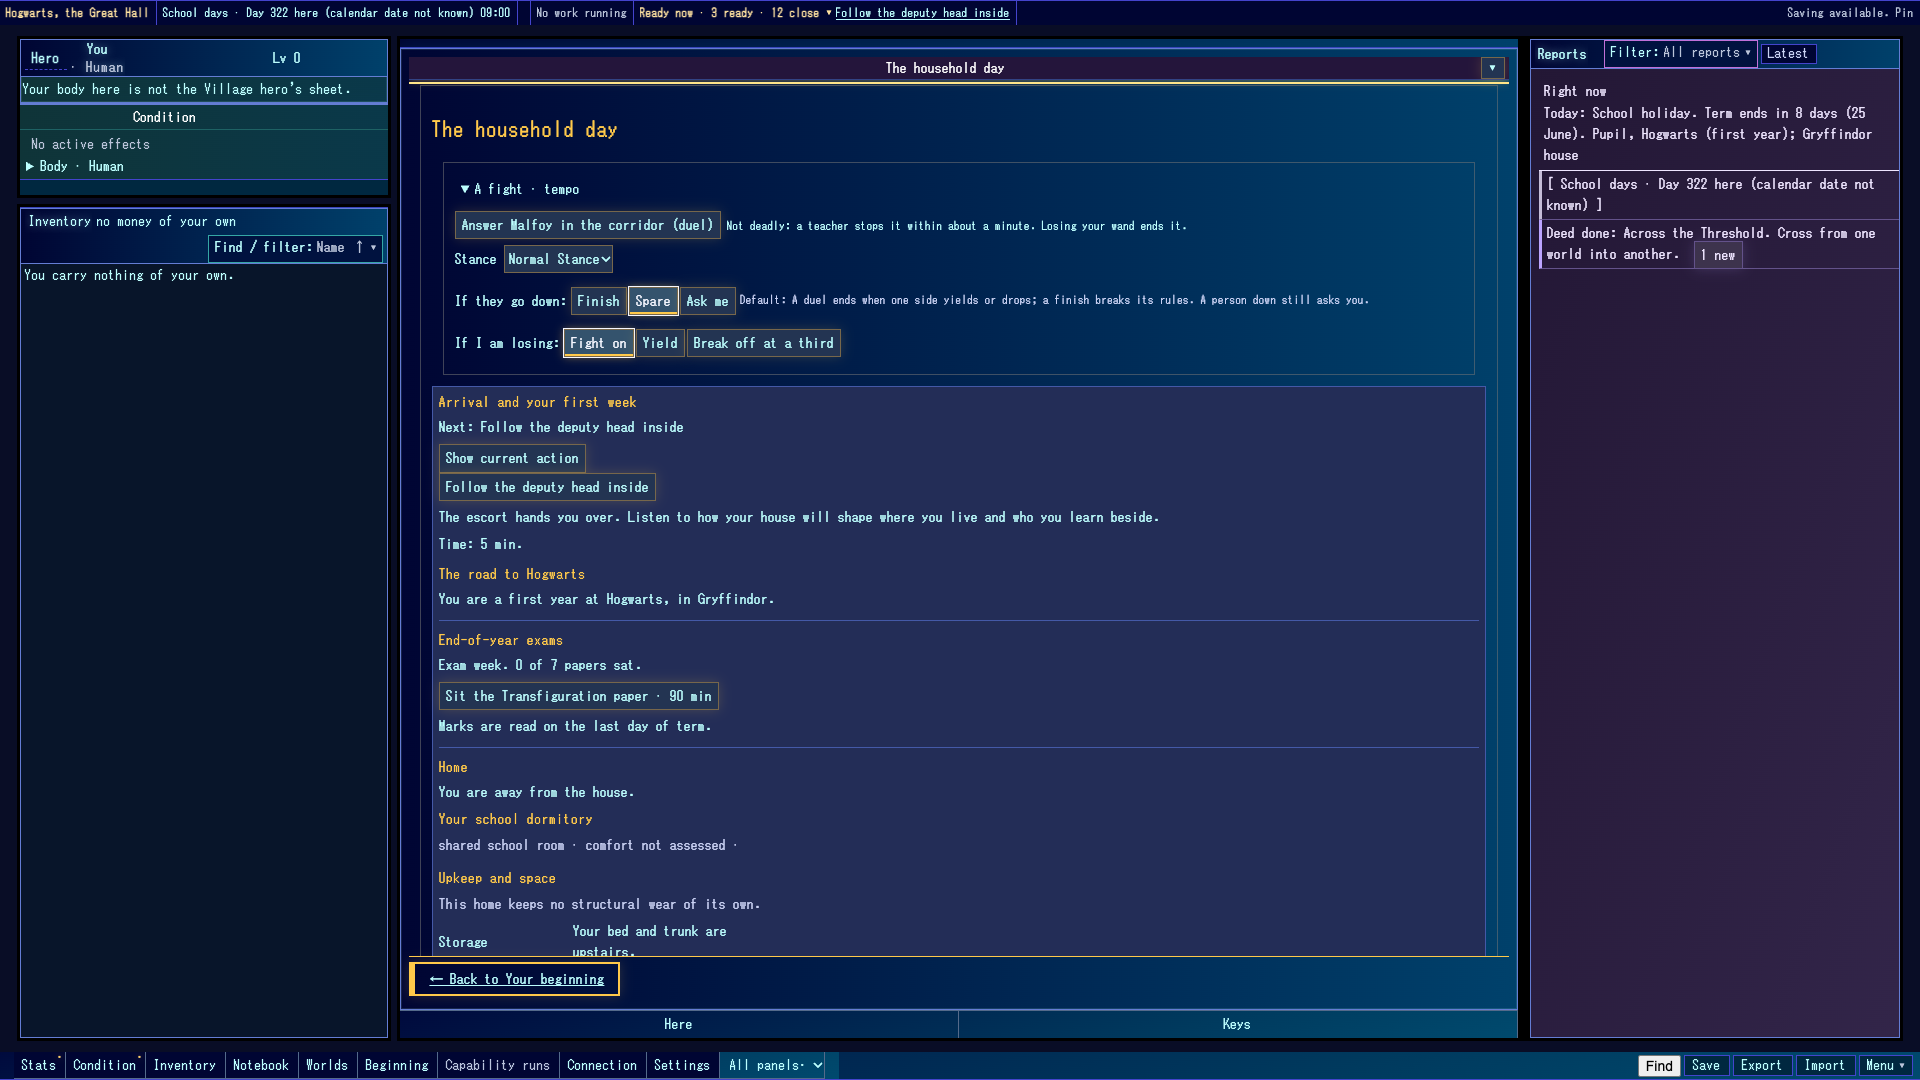 Hogwarts, the Great Hall School days · Day 322 here (calendar date not known) 09:00 No work running Ready now · 3 ready · 12 close ▾ Follow the deputy head inside Saving available. Pin
Hero · You Human Lv 0
Your body here is not the Village hero's sheet.
Condition
No active effects
▶ Body · Human
Inventory no money of your own
Find / filter: Name ↑ ▾
You carry nothing of your own.
The household day ▼
The household day
▼ A fight · tempo
Answer Malfoy in the corridor (duel) Not deadly: a teacher stops it within about a minute. Losing your wand ends it.
Stance Normal Stance
If they go down: Finish Spare Ask me Default: A duel ends when one side yields or drops; a finish breaks its rules. A person down still asks you.
If I am losing: Fight on Yield Break off at a third
Arrival and your first week
Next: Follow the deputy head inside
Show current action
Follow the deputy head inside
The escort hands you over. Listen to how your house will shape where you live and who you learn beside.
Time: 5 min.
The road to Hogwarts
You are a first year at Hogwarts, in Gryffindor.
End-of-year exams
Exam week. 0 of 7 papers sat.
Sit the Transfiguration paper · 90 min
Marks are read on the last day of term.
Home
You are away from the house.
Your school dormitory
shared school room · comfort not assessed ·
Upkeep and space
This home keeps no structural wear of its own.
Storage Your bed and trunk are
upstairs.
← Back to Your beginning
Here Keys
Reports Filter: All reports ▾ Latest
Right now
Today: School holiday. Term ends in 8 days (25
June). Pupil, Hogwarts (first year); Gryffindor
house
[ School days · Day 322 here (calendar date not
known) ]
Deed done: Across the Threshold. Cross from one
world into another. 1 new
Stats Condition Inventory Notebook Worlds Beginning Capability runs Connection Settings All panels· Find Save Export Import Menu ▾